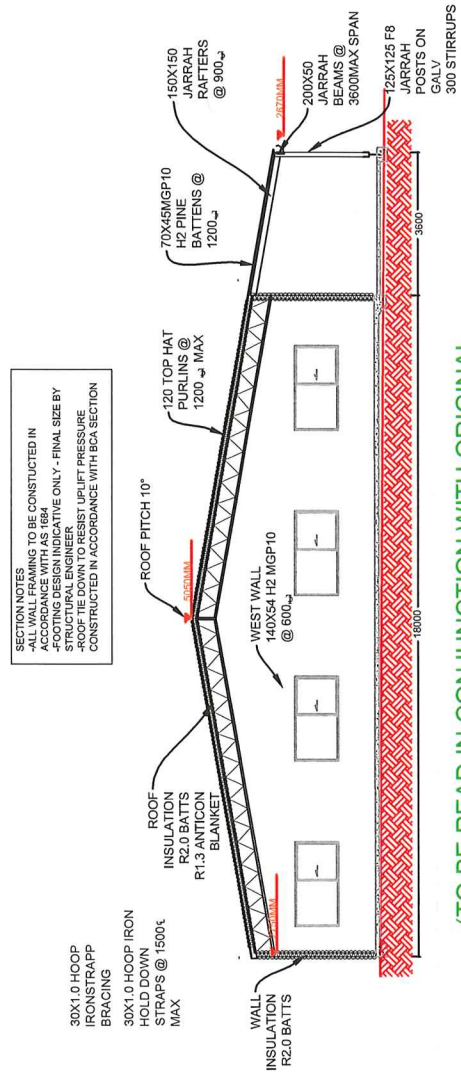 SECTION NOTES
-ALL WALL FRAMING TO BE CONSTUCTED IN
ACCORDANCE WITH AS 1684
-FOOTING DESIGN INDICATIVE ONLY - FINAL SIZE BY
STRUCTURAL ENGINEER
-ROOF TIE DOWN TO RESIST UPLIFT PRESSURE
CONSTRUCTED IN ACCORDANCE WITH BCA SECTION
30X1.0 HOOP
IRONSTRAPP
BRACING
30X1.0 HOOP IRON
HOLD DOWN
STRAPS @ 1500
MAX
WALL
INSULATION
R2.0 BATTS
ROOF
INSULATION
R2.0 BATTS
R1.3 ANTICON
BLANKET
5050MM
ROOF PITCH 10°
WEST WALL
140X54 H2 MGP10
@ 600
120 TOP HAT
PURLINS @
1200 MAX
70X45MGP10
H2 PINE
BATTENS @
1200
150X150
JARRAH
RAFTERS
@ 900
2670MM
200X50
JARRAH
BEAMS @
3600MAX SPAN
125X125 F8
JARRAH
POSTS ON
GALV
300 STIRRUPS
18000
3600
(TO BE READ IN CONJUNCTION WITH ORIGINAL